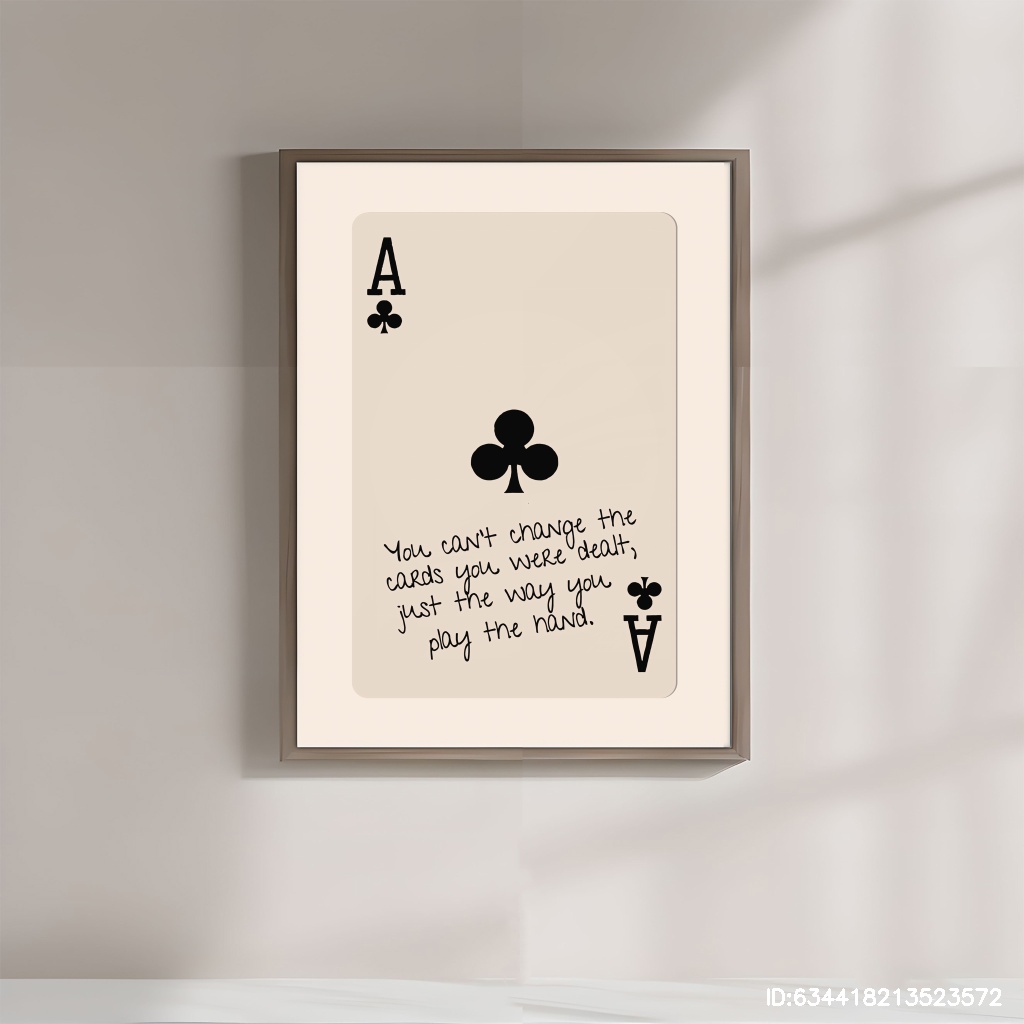 A
You can't change the
cards you were dealt,
just the way you
play the hand.
A
ID:634418213523572